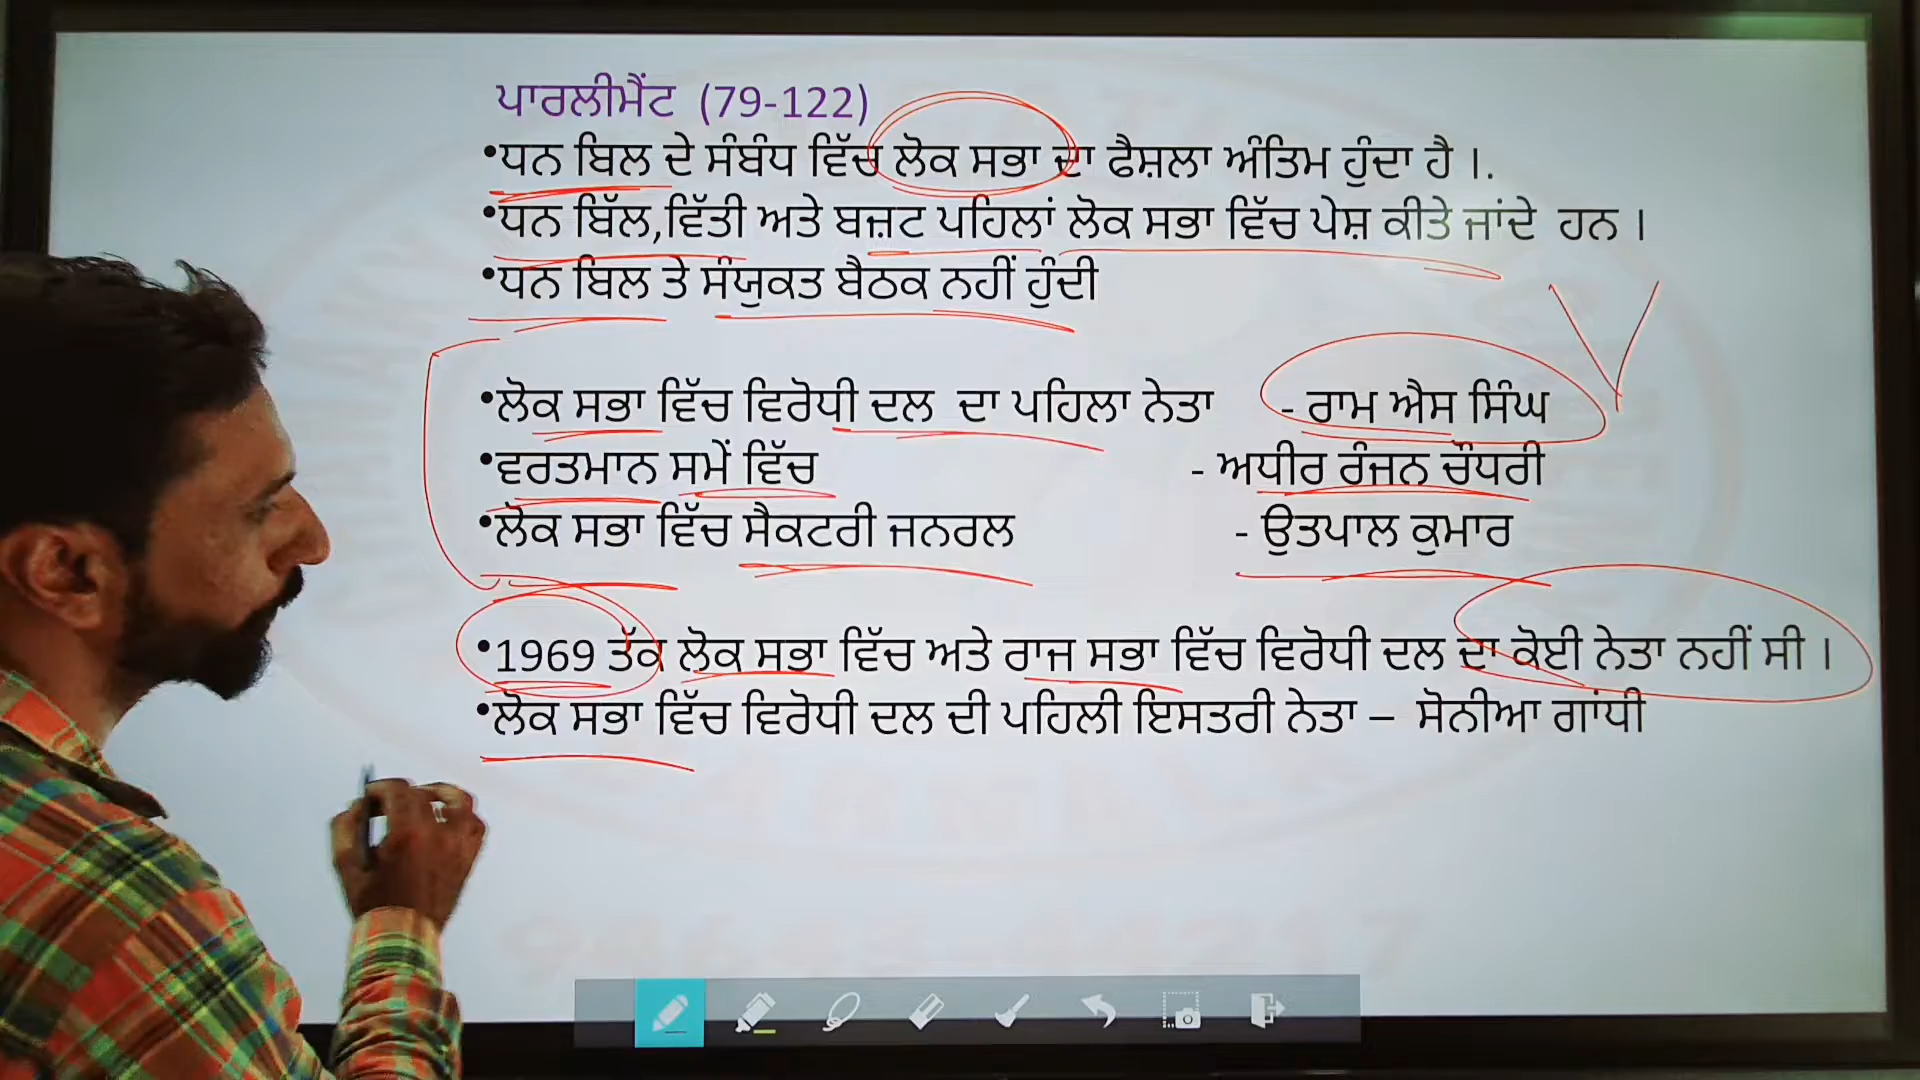 ਪਾਰਲੀਮੈਂਟ (79-122)
•ਧਨ ਬਿਲ ਦੇ ਸੰਬੰਧ ਵਿੱਚ ਲੋਕ ਸਭਾ ਦਾ ਫੈਸ਼ਲਾ ਅੰਤਿਮ ਹੁੰਦਾ ਹੈ ।.
•ਧਨ ਬਿੱਲ,ਵਿੱਤੀ ਅਤੇ ਬਜ਼ਟ ਪਹਿਲਾਂ ਲੋਕ ਸਭਾ ਵਿੱਚ ਪੇਸ਼ ਕੀਤੇ ਜਾਂਦੇ ਹਨ ।
•ਧਨ ਬਿਲ ਤੇ ਸੰਯੁਕਤ ਬੈਠਕ ਨਹੀਂ ਹੁੰਦੀ
•ਲੋਕ ਸਭਾ ਵਿੱਚ ਵਿਰੋਧੀ ਦਲ ਦਾ ਪਹਿਲਾ ਨੇਤਾ - ਰਾਮ ਐਸ ਸਿੰਘ
•ਵਰਤਮਾਨ ਸਮੇਂ ਵਿੱਚ - ਅਧੀਰ ਰੰਜਨ ਚੌਧਰੀ
•ਲੋਕ ਸਭਾ ਵਿੱਚ ਸੈਕਟਰੀ ਜਨਰਲ - ਉਤਪਾਲ ਕੁਮਾਰ
•1969 ਤੱਕ ਲੋਕ ਸਭਾ ਵਿੱਚ ਅਤੇ ਰਾਜ ਸਭਾ ਵਿੱਚ ਵਿਰੋਧੀ ਦਲ ਦਾ ਕੋਈ ਨੇਤਾ ਨਹੀਂ ਸੀ ।
•ਲੋਕ ਸਭਾ ਵਿੱਚ ਵਿਰੋਧੀ ਦਲ ਦੀ ਪਹਿਲੀ ਇਸਤਰੀ ਨੇਤਾ – ਸੋਨੀਆ ਗਾਂਧੀ